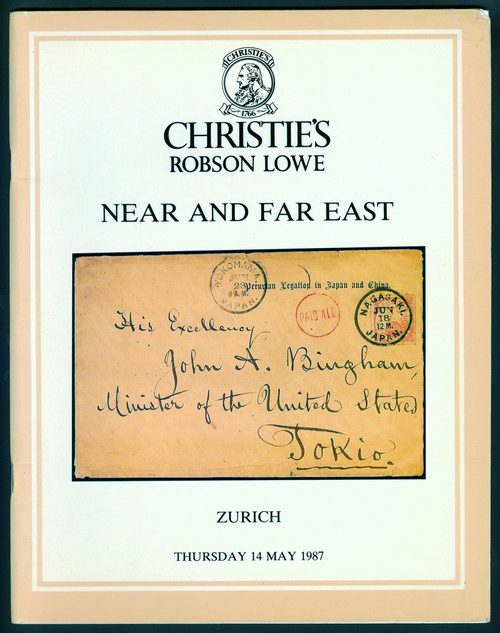 CHRISTIE'S
1766
CHRISTIE'S
ROBSON LOWE
NEAR AND FAR EAST
YOKOHAMA
JAPAN.
Peruvian Legation in Japan and China.
PAID ALL
NAGASAKI,
JUN
18
12 M.
JAPAN.
His Excellency
John A. Bingham,
Minister of the United States
Tokio.
ZURICH
THURSDAY 14 MAY 1987